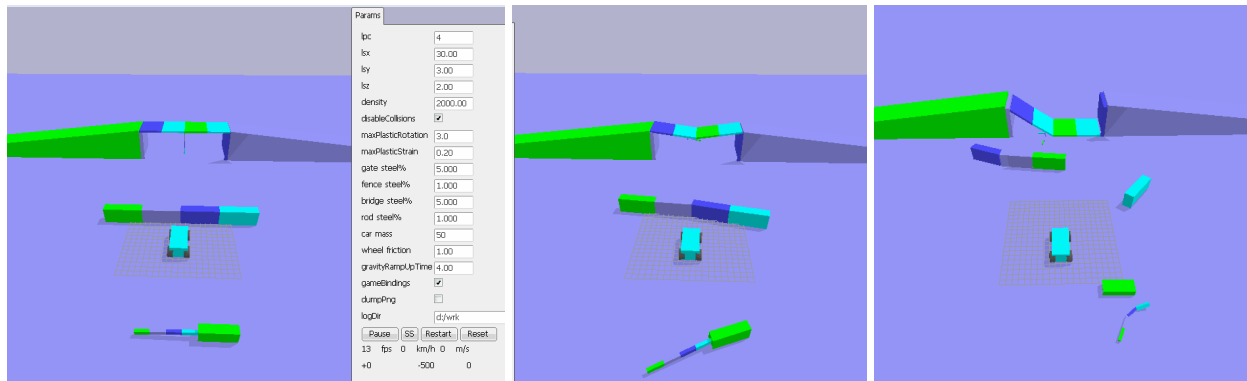 Params
lpc 4
lsx 30.00
lsy 3.00
lsz 2.00
density 2000.00
disableCollisions
maxPlasticRotation 3.0
maxPlasticStrain 0.20
gate steel% 5.000
fence steel% 1.000
bridge steel% 5.000
rod steel% 1.000
car mass 50
wheel friction 1.00
gravityRampUpTime 4.00
gameBindings
dumpPng
logDir d:/wrk
Pause SS Restart Reset
13 fps 0 km/h 0 m/s
+0 -500 0